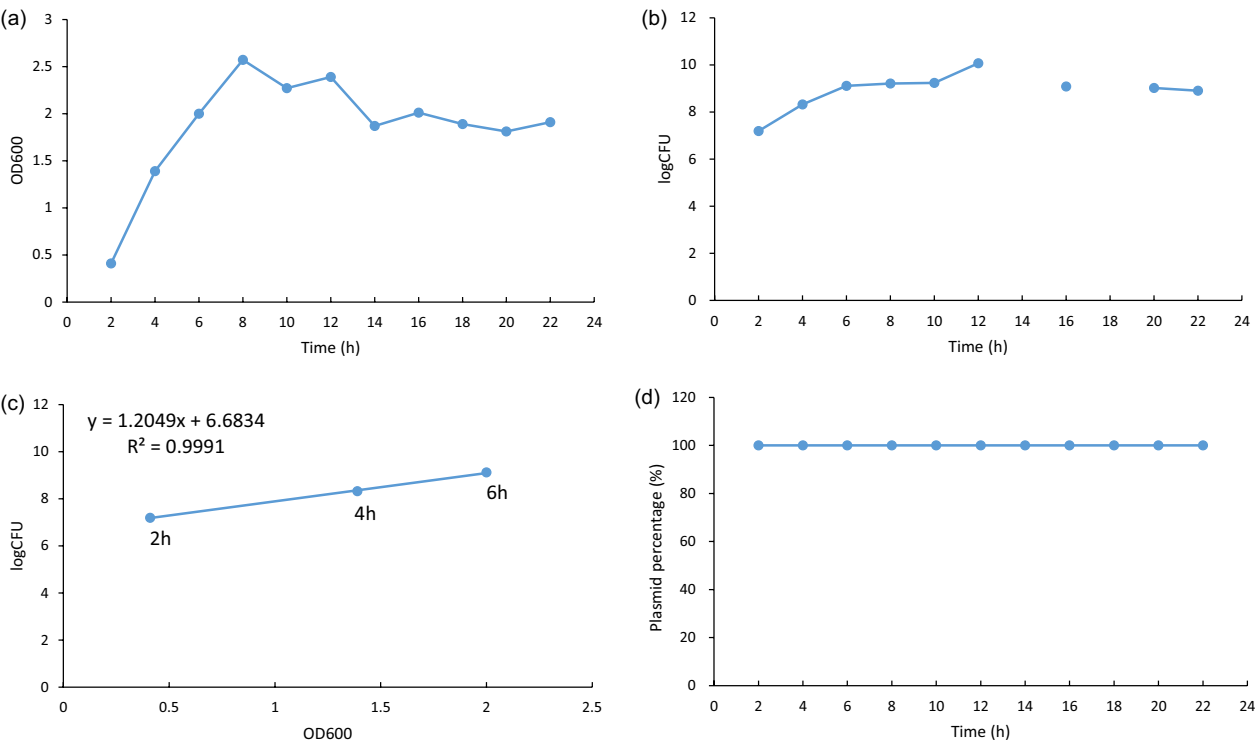 (a)
3
2.5
2
1.5
1
0.5
0
OD600
0 2 4 6 8 10 12 14 16 18 20 22 24
Time (h)
(b)
12
10
8
6
4
2
0
logCFU
0 2 4 6 8 10 12 14 16 18 20 22 24
Time (h)
(c)
y = 1.2049x + 6.6834
R² = 0.9991
12
10
8
6
4
2
0
logCFU
2h
4h
6h
0 0.5 1 1.5 2 2.5
OD600
(d)
120
100
80
60
40
20
0
Plasmid percentage (%)
0 2 4 6 8 10 12 14 16 18 20 22 24
Time (h)